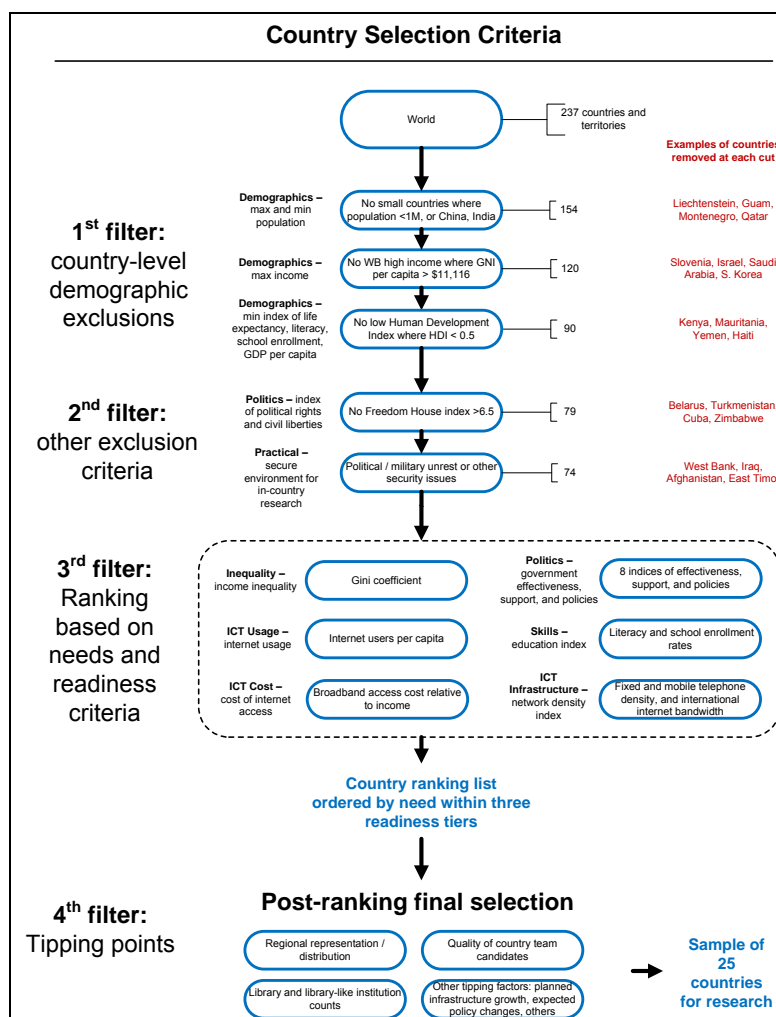 Country Selection Criteria
World
237 countries and
territories
Examples of countries
removed at each cut
1st filter:
country-level
demographic
exclusions
Demographics –
max and min
population
No small countries where
population <1M, or China, India
154
Liechtenstein, Guam,
Montenegro, Qatar
Demographics –
max income
No WB high income where GNI
per capita > $11,116
120
Slovenia, Israel, Saudi
Arabia, S. Korea
Demographics –
min index of life
expectancy, literacy,
school enrollment,
GDP per capita
No low Human Development
Index where HDI < 0.5
90
Kenya, Mauritania,
Yemen, Haiti
2nd filter:
other exclusion
criteria
Politics – index
of political rights
and civil liberties
No Freedom House index >6.5
79
Belarus, Turkmenistan,
Cuba, Zimbabwe
Practical –
secure
environment for
in-country
research
Political / military unrest or other
security issues
74
West Bank, Iraq,
Afghanistan, East Timo
3rd filter:
Ranking
based on
needs and
readiness
criteria
Inequality –
income inequality
Gini coefficient
Politics –
government
effectiveness,
support, and policies
8 indices of effectiveness,
support, and policies
ICT Usage –
internet usage
Internet users per capita
Skills –
education index
Literacy and school enrollment
rates
ICT Cost –
cost of internet
access
Broadband access cost relative
to income
ICT
Infrastructure –
network density
index
Fixed and mobile telephone
density, and international
internet bandwidth
Country ranking list
ordered by need within three
readiness tiers
4th filter:
Tipping points
Post-ranking final selection
Regional representation /
distribution
Quality of country team
candidates
Library and library-like institution
counts
Other tipping factors: planned
infrastructure growth, expected
policy changes, others
Sample of
25
countries
for research